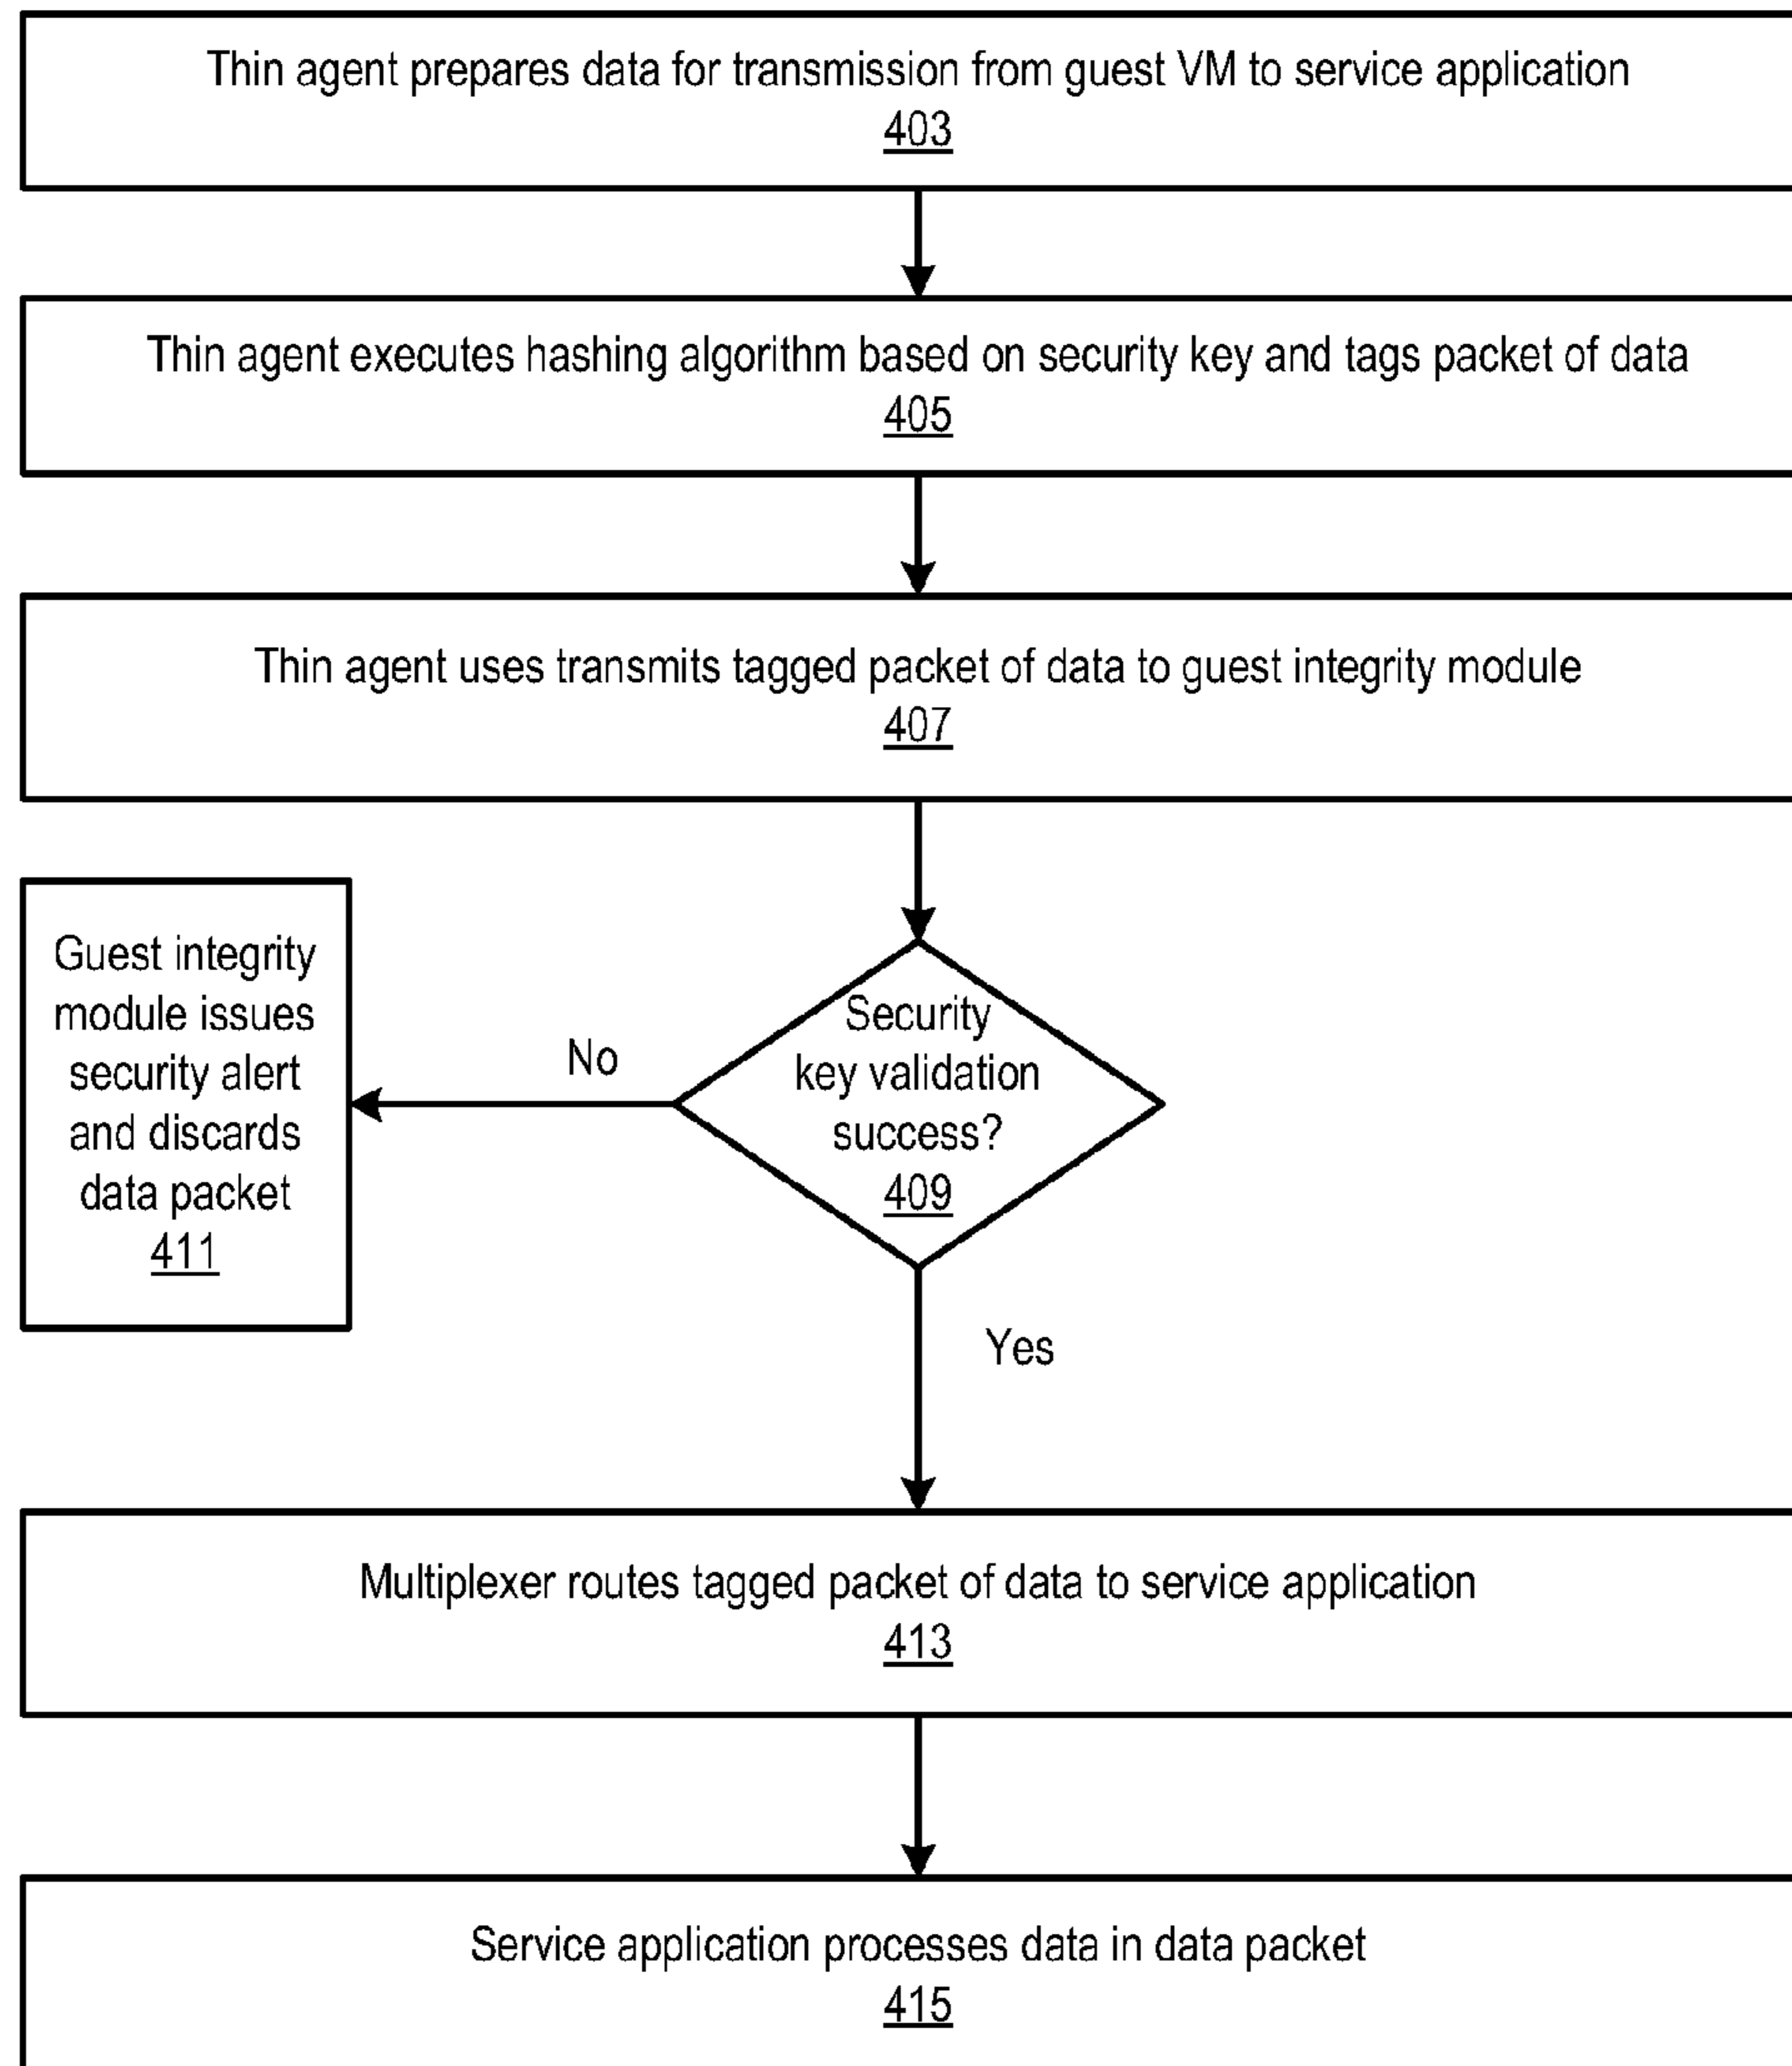 Thin agent prepares data for transmission from guest VM to service application
403
Thin agent executes hashing algorithm based on security key and tags packet of data
405
Thin agent uses transmits tagged packet of data to guest integrity module
407
Guest integrity
module issues
security alert
and discards
data packet
411
No
Security
key validation
success?
409
Yes
Multiplexer routes tagged packet of data to service application
413
Service application processes data in data packet
415